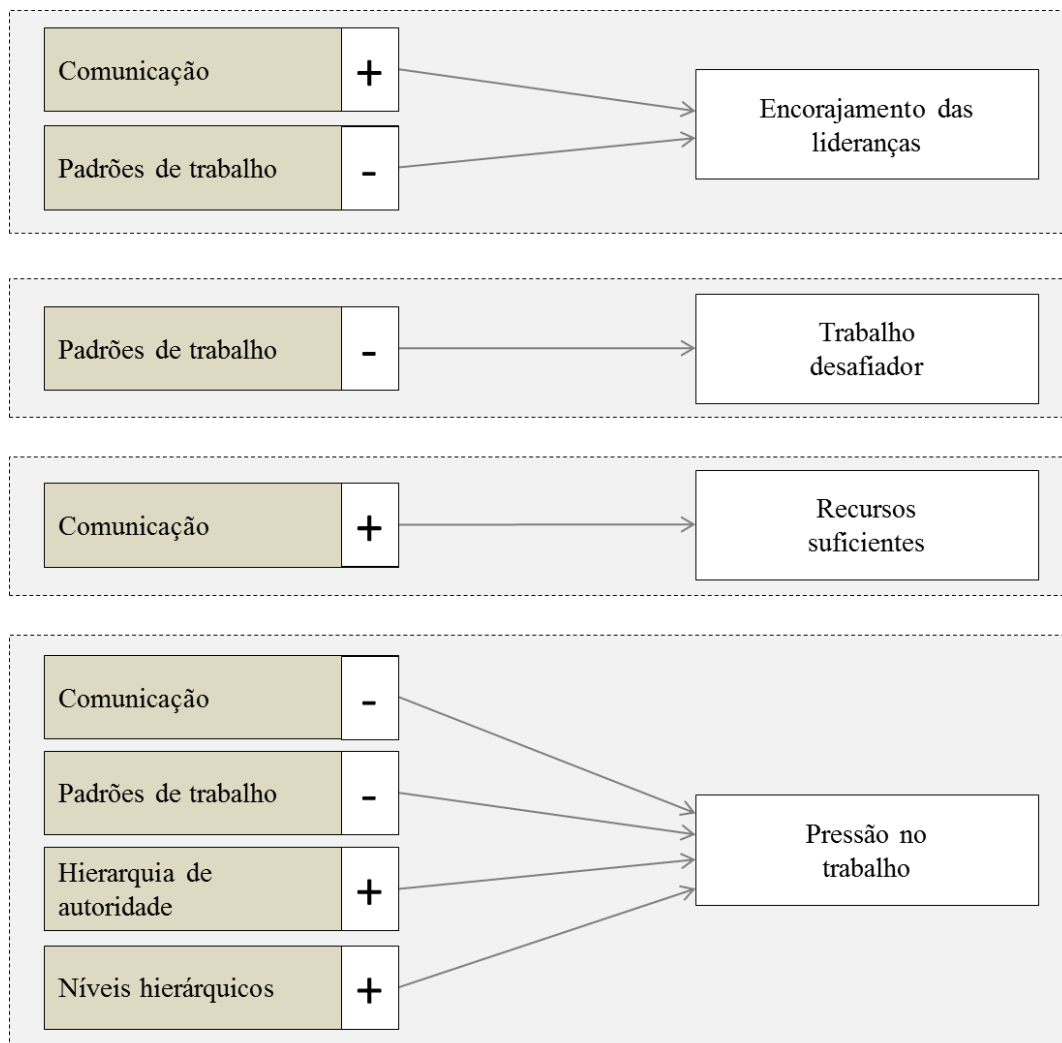 Comunicação
+
Encorajamento das
lideranças
Padrões de trabalho
-
Padrões de trabalho
-
Trabalho
desafiador
Comunicação
+
Recursos
suficientes
Comunicação
-
Padrões de trabalho
-
Hierarquia de
autoridade
+
Níveis hierárquicos
+
Pressão no
trabalho